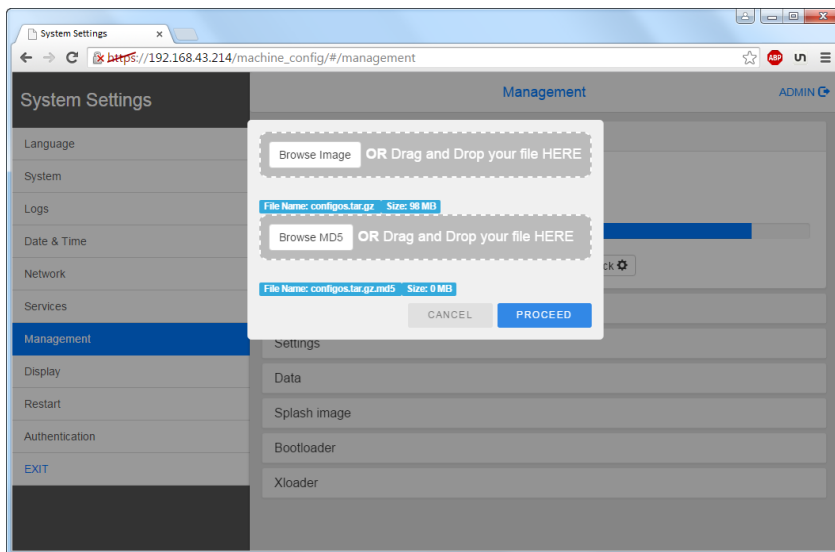 System Settings
https://192.168.43.214/machine_config/#/management
ABP
System Settings
Management
ADMIN
Language
System
Logs
Date & Time
Network
Services
Management
Display
Restart
Authentication
EXIT
Browse Image OR Drag and Drop your file HERE
File Name: configos.tar.gz Size: 98 MB
Browse MD5 OR Drag and Drop your file HERE
ck
File Name: configos.tar.gz.md5 Size: 0 MB
CANCEL PROCEED
Settings
Data
Splash image
Bootloader
Xloader